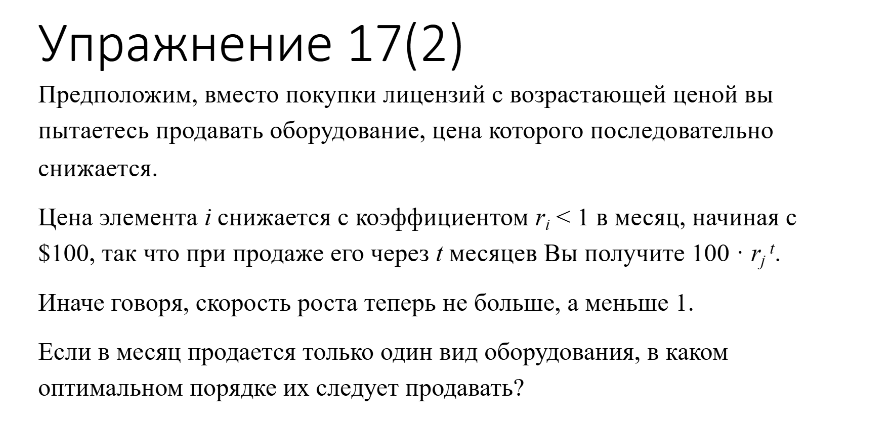 Упражнение 17(2)
Предположим, вместо покупки лицензий с возрастающей ценой вы
пытаетесь продавать оборудование, цена которого последовательно
снижается.
Цена элемента i снижается с коэффициентом rᵢ < 1 в месяц, начиная с
$100, так что при продаже его через t месяцев Вы получите 100 · rⱼᵗ.
Иначе говоря, скорость роста теперь не больше, а меньше 1.
Если в месяц продается только один вид оборудования, в каком
оптимальном порядке их следует продавать?